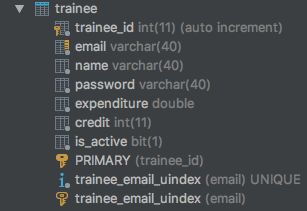 trainee
trainee_id int(11) (auto increment)
email varchar(40)
name varchar(40)
password varchar(40)
expenditure double
credit int(11)
is_active bit(1)
PRIMARY (trainee_id)
trainee_email_uindex (email) UNIQUE
trainee_email_uindex (email)